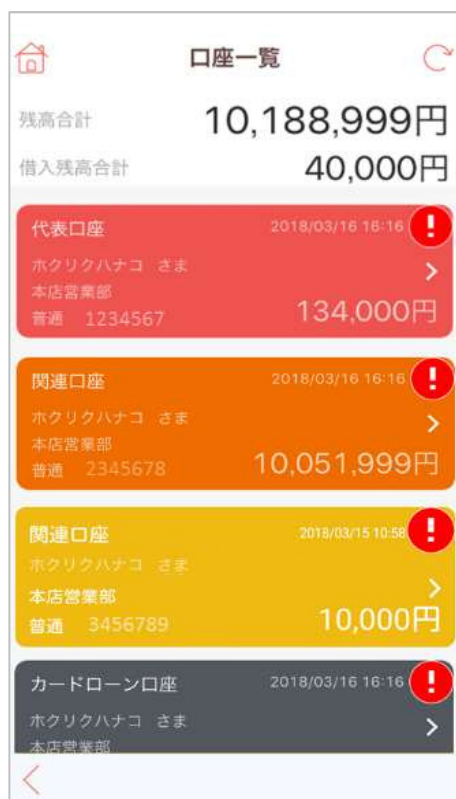 口座一覧
残高合計 10,188,999円
借入残高合計 40,000円
代表口座 2018/03/16 16:16
ホクリクハナコ さま
本店営業部
普通 1234567 134,000円
関連口座 2018/03/16 16:16
ホクリクハナコ さま
本店営業部
普通 2345678 10,051,999円
関連口座 2018/03/15 10:58
ホクリクハナコ さま
本店営業部
普通 3456789 10,000円
カードローン口座 2018/03/16 16:16
ホクリクハナコ さま
本店営業部